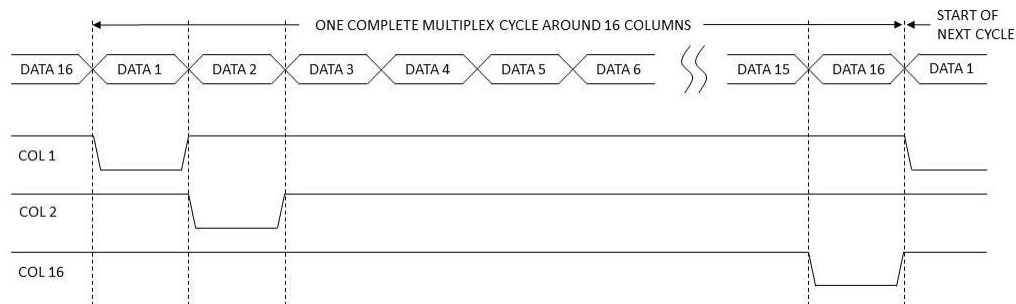 ONE COMPLETE MULTIPLEX CYCLE AROUND 16 COLUMNS
START OF
NEXT CYCLE
DATA 16 DATA 1 DATA 2 DATA 3 DATA 4 DATA 5 DATA 6 DATA 15 DATA 16 DATA 1
COL 1
COL 2
COL 16